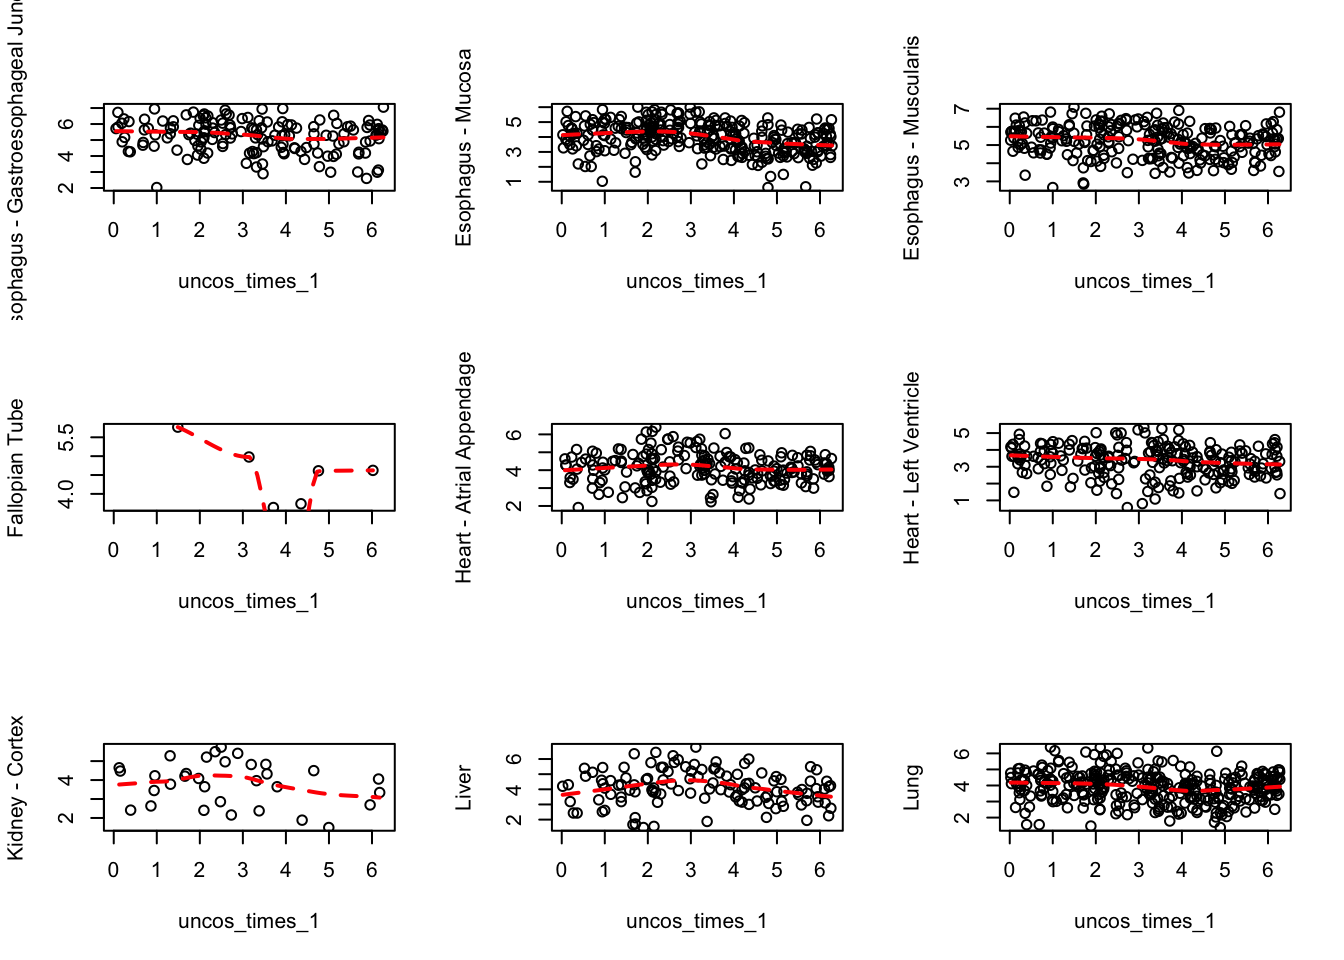 sophagus - Gastroesophageal Junc
6
4
2
0 1 2 3 4 5 6
uncos_times_1
Esophagus - Mucosa
5
3
1
0 1 2 3 4 5 6
uncos_times_1
Esophagus - Muscularis
7
5
3
0 1 2 3 4 5 6
uncos_times_1
Fallopian Tube
5.5
4.0
0 1 2 3 4 5 6
uncos_times_1
Heart - Atrial Appendage
6
4
2
0 1 2 3 4 5 6
uncos_times_1
Heart - Left Ventricle
5
3
1
0 1 2 3 4 5 6
uncos_times_1
Kidney - Cortex
4
2
0 1 2 3 4 5 6
uncos_times_1
Liver
6
4
2
0 1 2 3 4 5 6
uncos_times_1
Lung
6
4
2
0 1 2 3 4 5 6
uncos_times_1